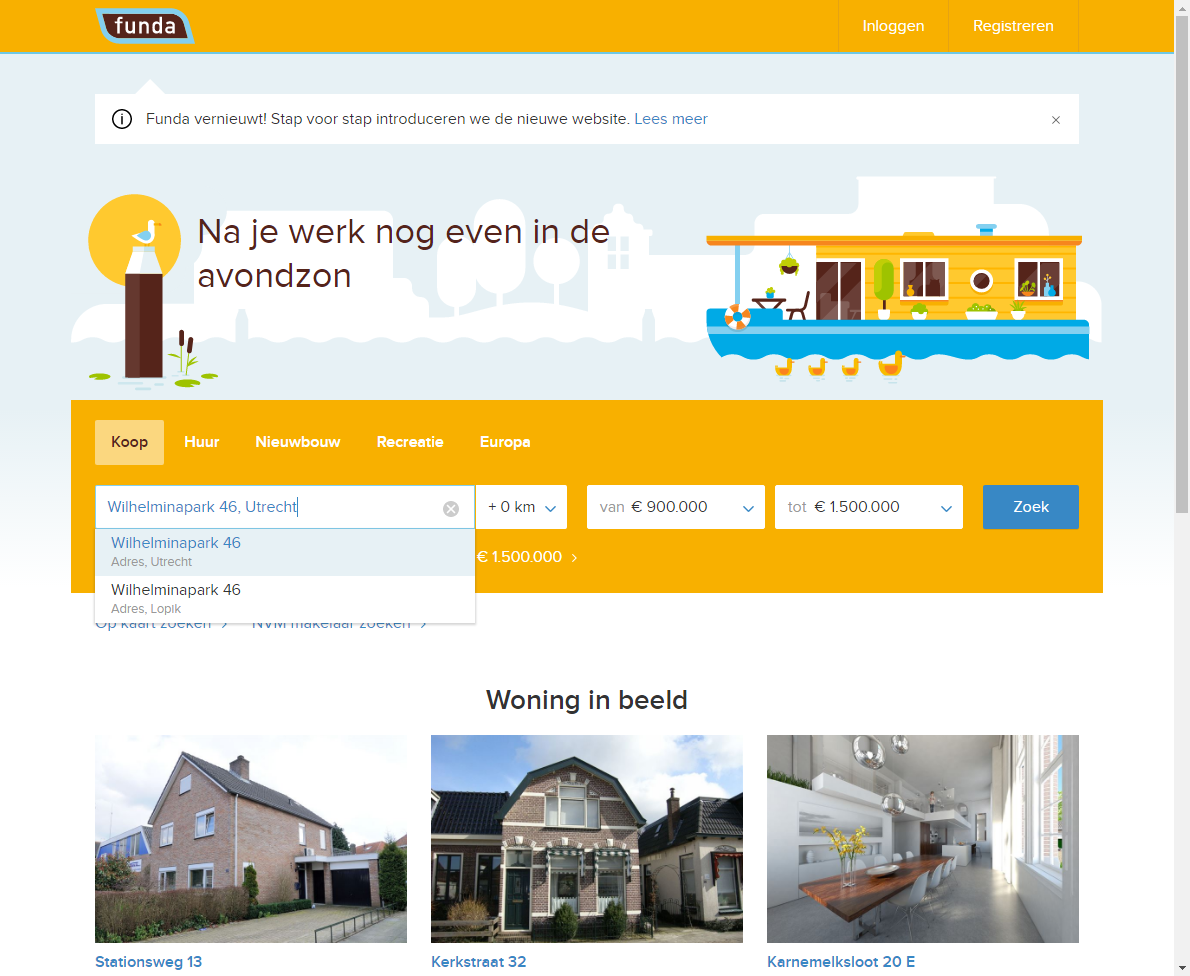 funda
Inloggen
Registreren
Funda vernieuwt! Stap voor stap introduceren we de nieuwe website. Lees meer
Na je werk nog even in de
avondzon
Koop
Huur
Nieuwbouw
Recreatie
Europa
Wilhelminapark 46, Utrecht
+ 0 km
van € 900.000
tot € 1.500.000
Zoek
Wilhelminapark 46
Adres, Utrecht
€ 1.500.000
Wilhelminapark 46
Adres, Lopik
Op kaart zoeken
NVM makelaar zoeken
Woning in beeld
Stationsweg 13
Kerkstraat 32
Karnemelksloot 20 E